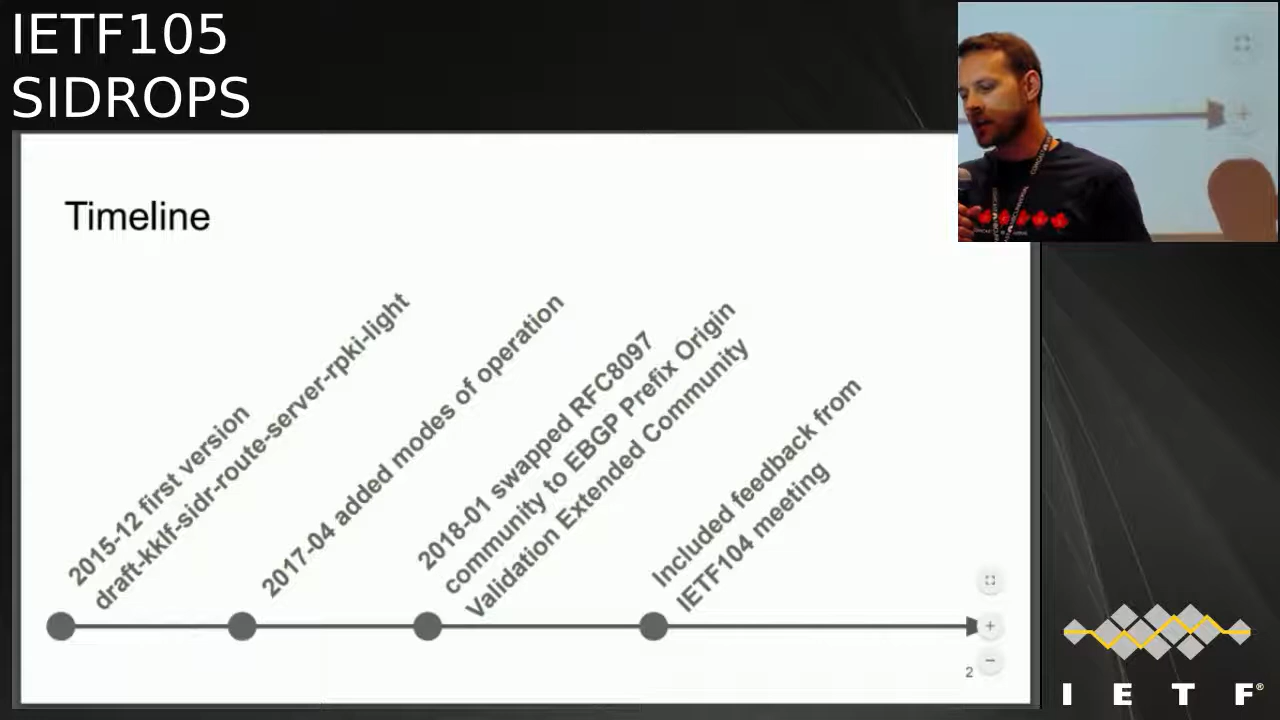 IETF105
SIDROPS
Timeline
2015-12 first version
draft-kklf-sidr-route-server-rpki-light
2017-04 added modes of operation
2018-01 swapped RFC8097
community to EBGP Prefix Origin
Validation Extended Community
Included feedback from
IETF104 meeting
2
I E T F®